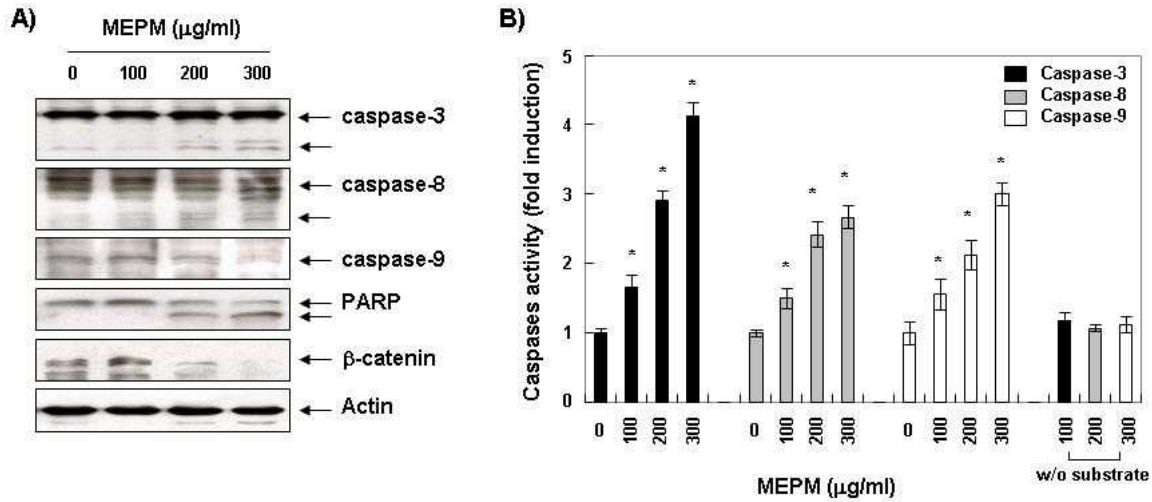 A)
MEPM (μg/ml)
0 100 200 300
caspase-3
caspase-8
caspase-9
PARP
β-catenin
Actin
B)
Caspases activity (fold induction)
5
4
3
2
1
0
Caspase-3
Caspase-8
Caspase-9
* * * * * * * * *
0 100 200 300 0 100 200 300 0 100 200 300 100 200 300
w/o substrate
MEPM (μg/ml)